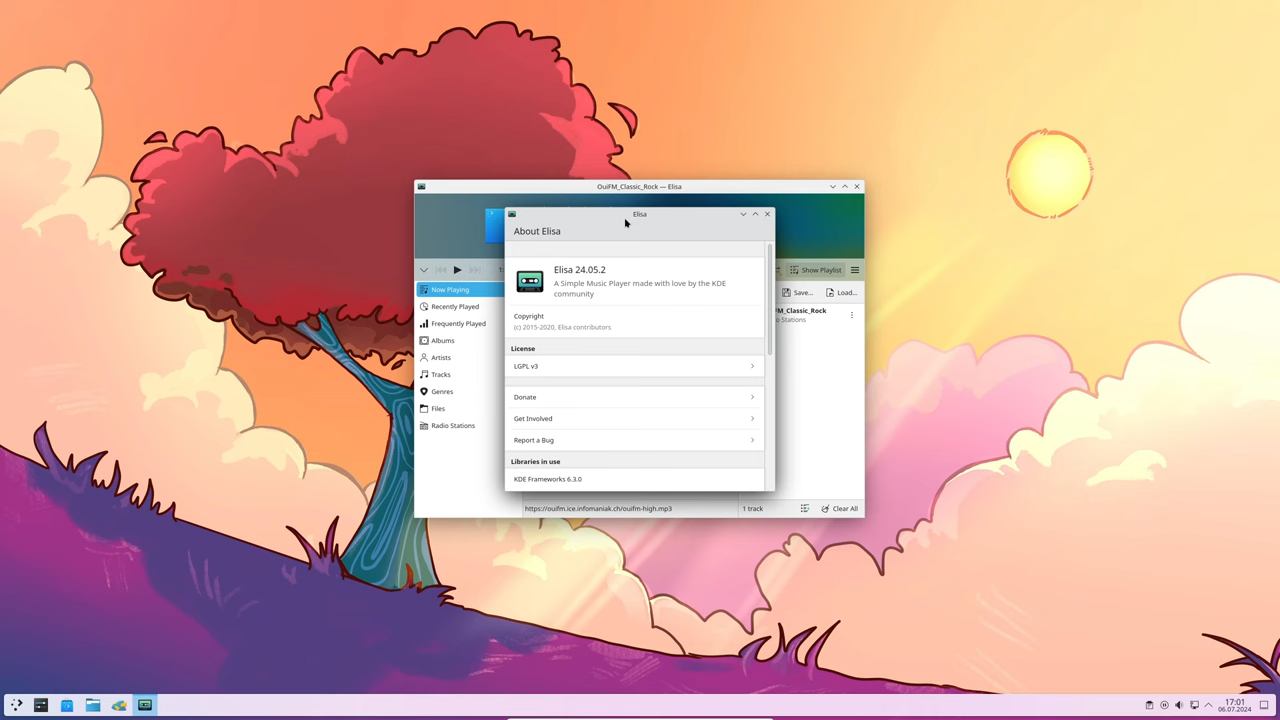 OuiFM_Classic_Rock — Elisa
Elisa
About Elisa
Elisa 24.05.2
A Simple Music Player made with love by the KDE
community
Copyright
(c) 2015-2020, Elisa contributors
License
LGPL v3
Donate
Get Involved
Report a Bug
Libraries in use
KDE Frameworks 6.3.0
Show Playlist
Now Playing
Recently Played
Frequently Played
Albums
Artists
Tracks
Genres
Files
Radio Stations
Save...
Load...
M_Classic_Rock
o Stations
https://ouifm.ice.infomaniak.ch/ouifm-high.mp3
1 track
Clear All
17:01
06.07.2024